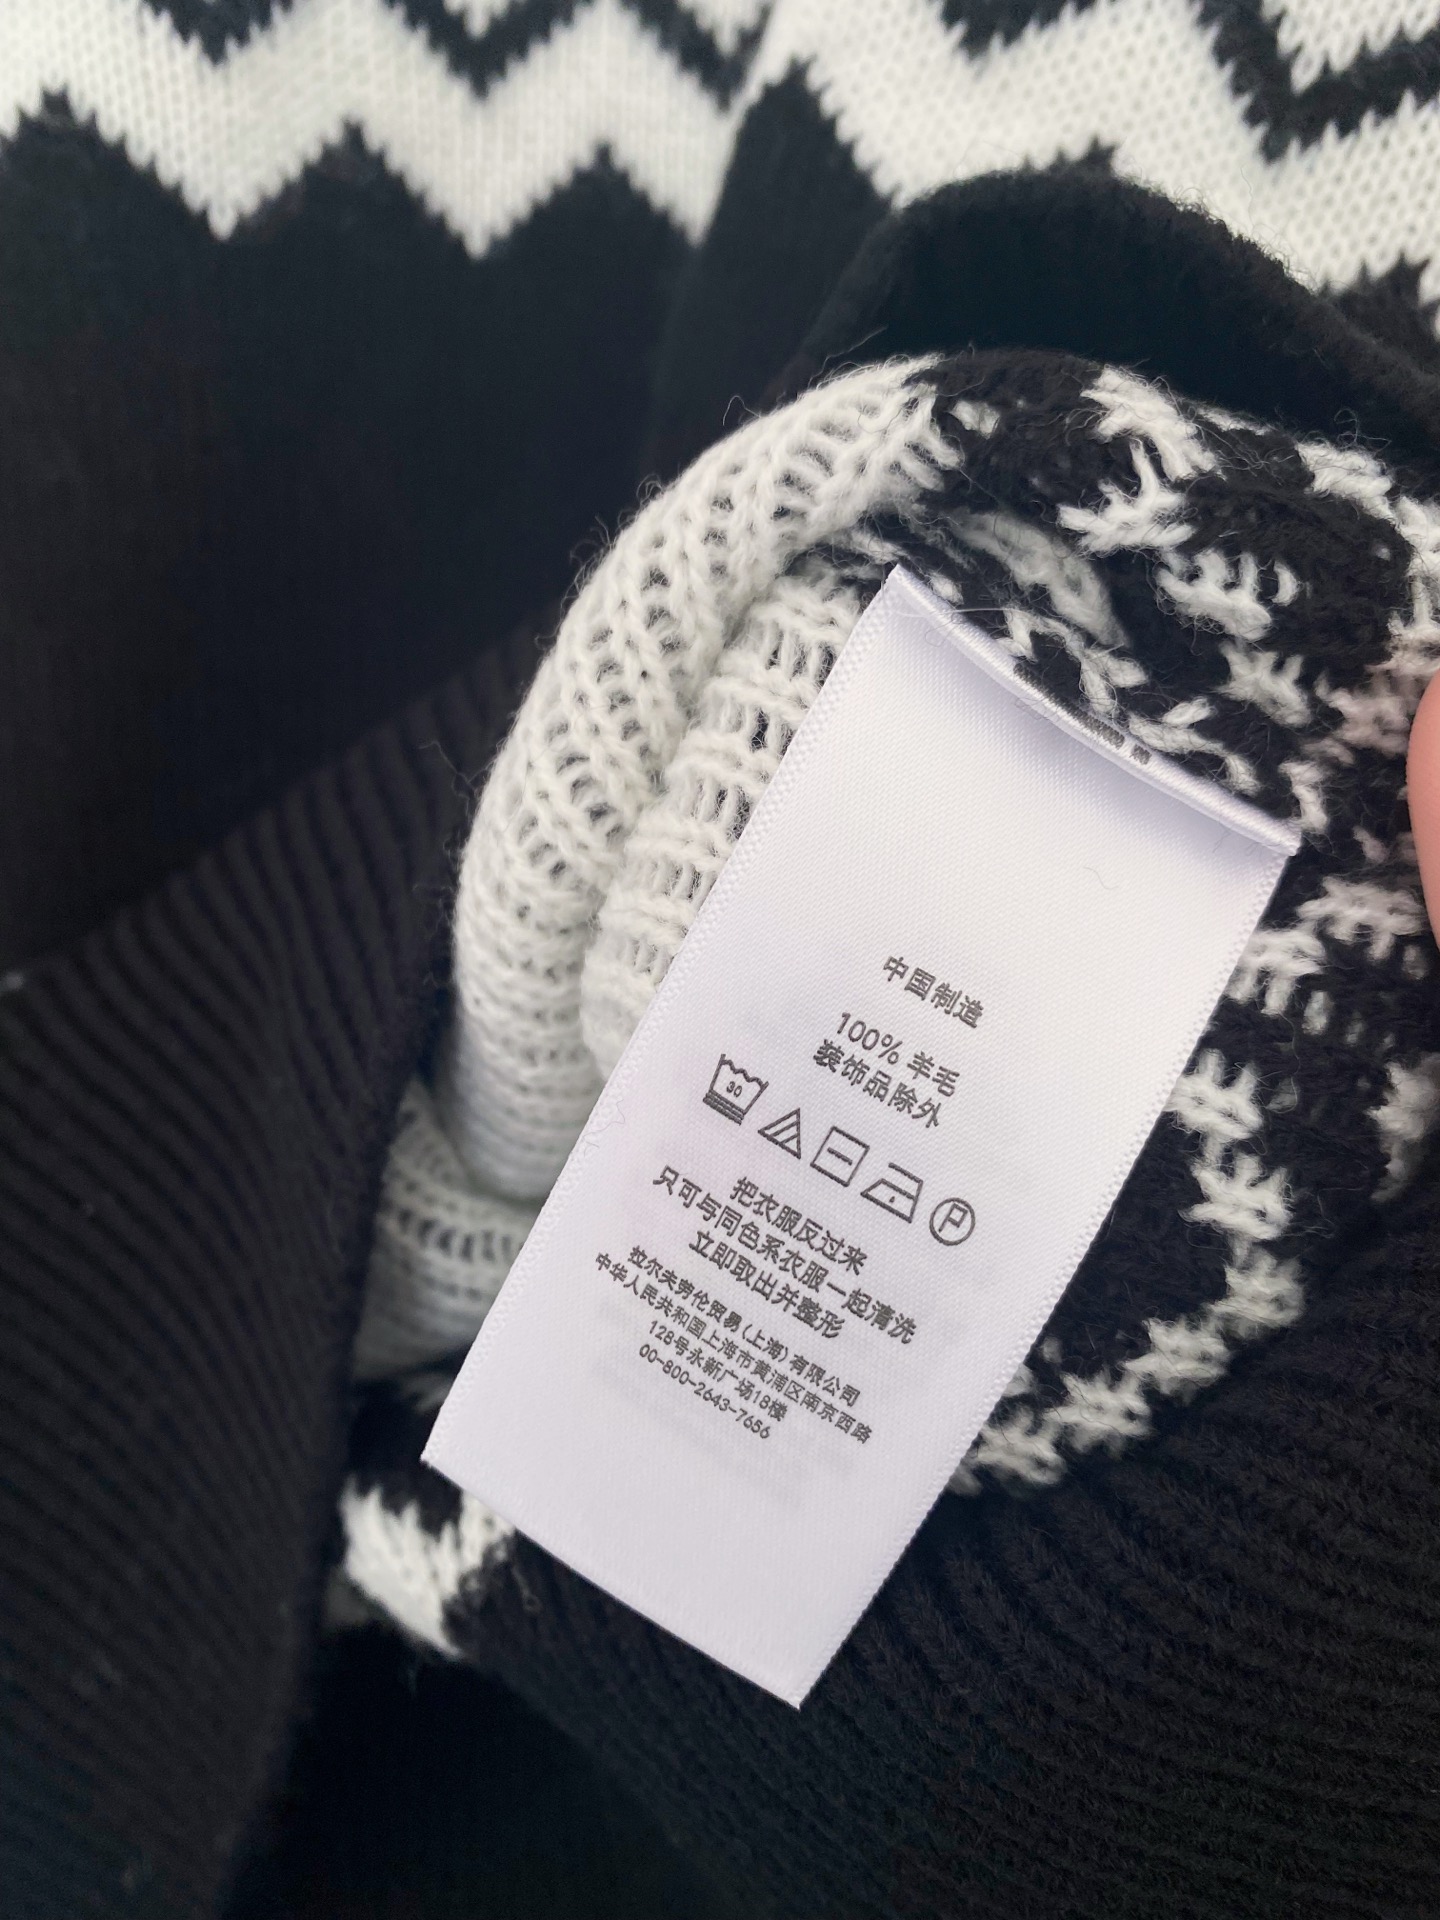 中国制造
100% 羊毛
装饰品除外
30
P
把衣服反过来
只可与同色系衣服一起清洗
立即取出并整形
拉尔夫劳伦贸易(上海)有限公司
中华人民共和国上海市黄浦区南京西路
128号永新广场18楼
00-800-2643-7656